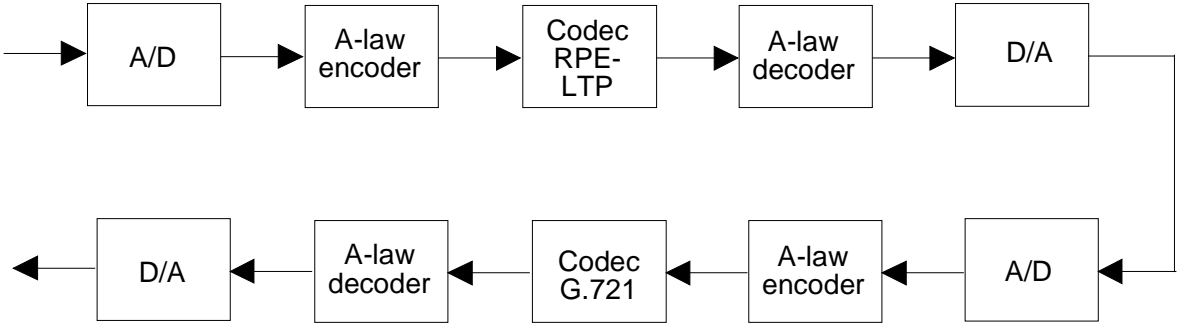 A/D
A-law
encoder
Codec
RPE-
LTP
A-law
decoder
D/A
D/A
A-law
decoder
Codec
G.721
A-law
encoder
A/D